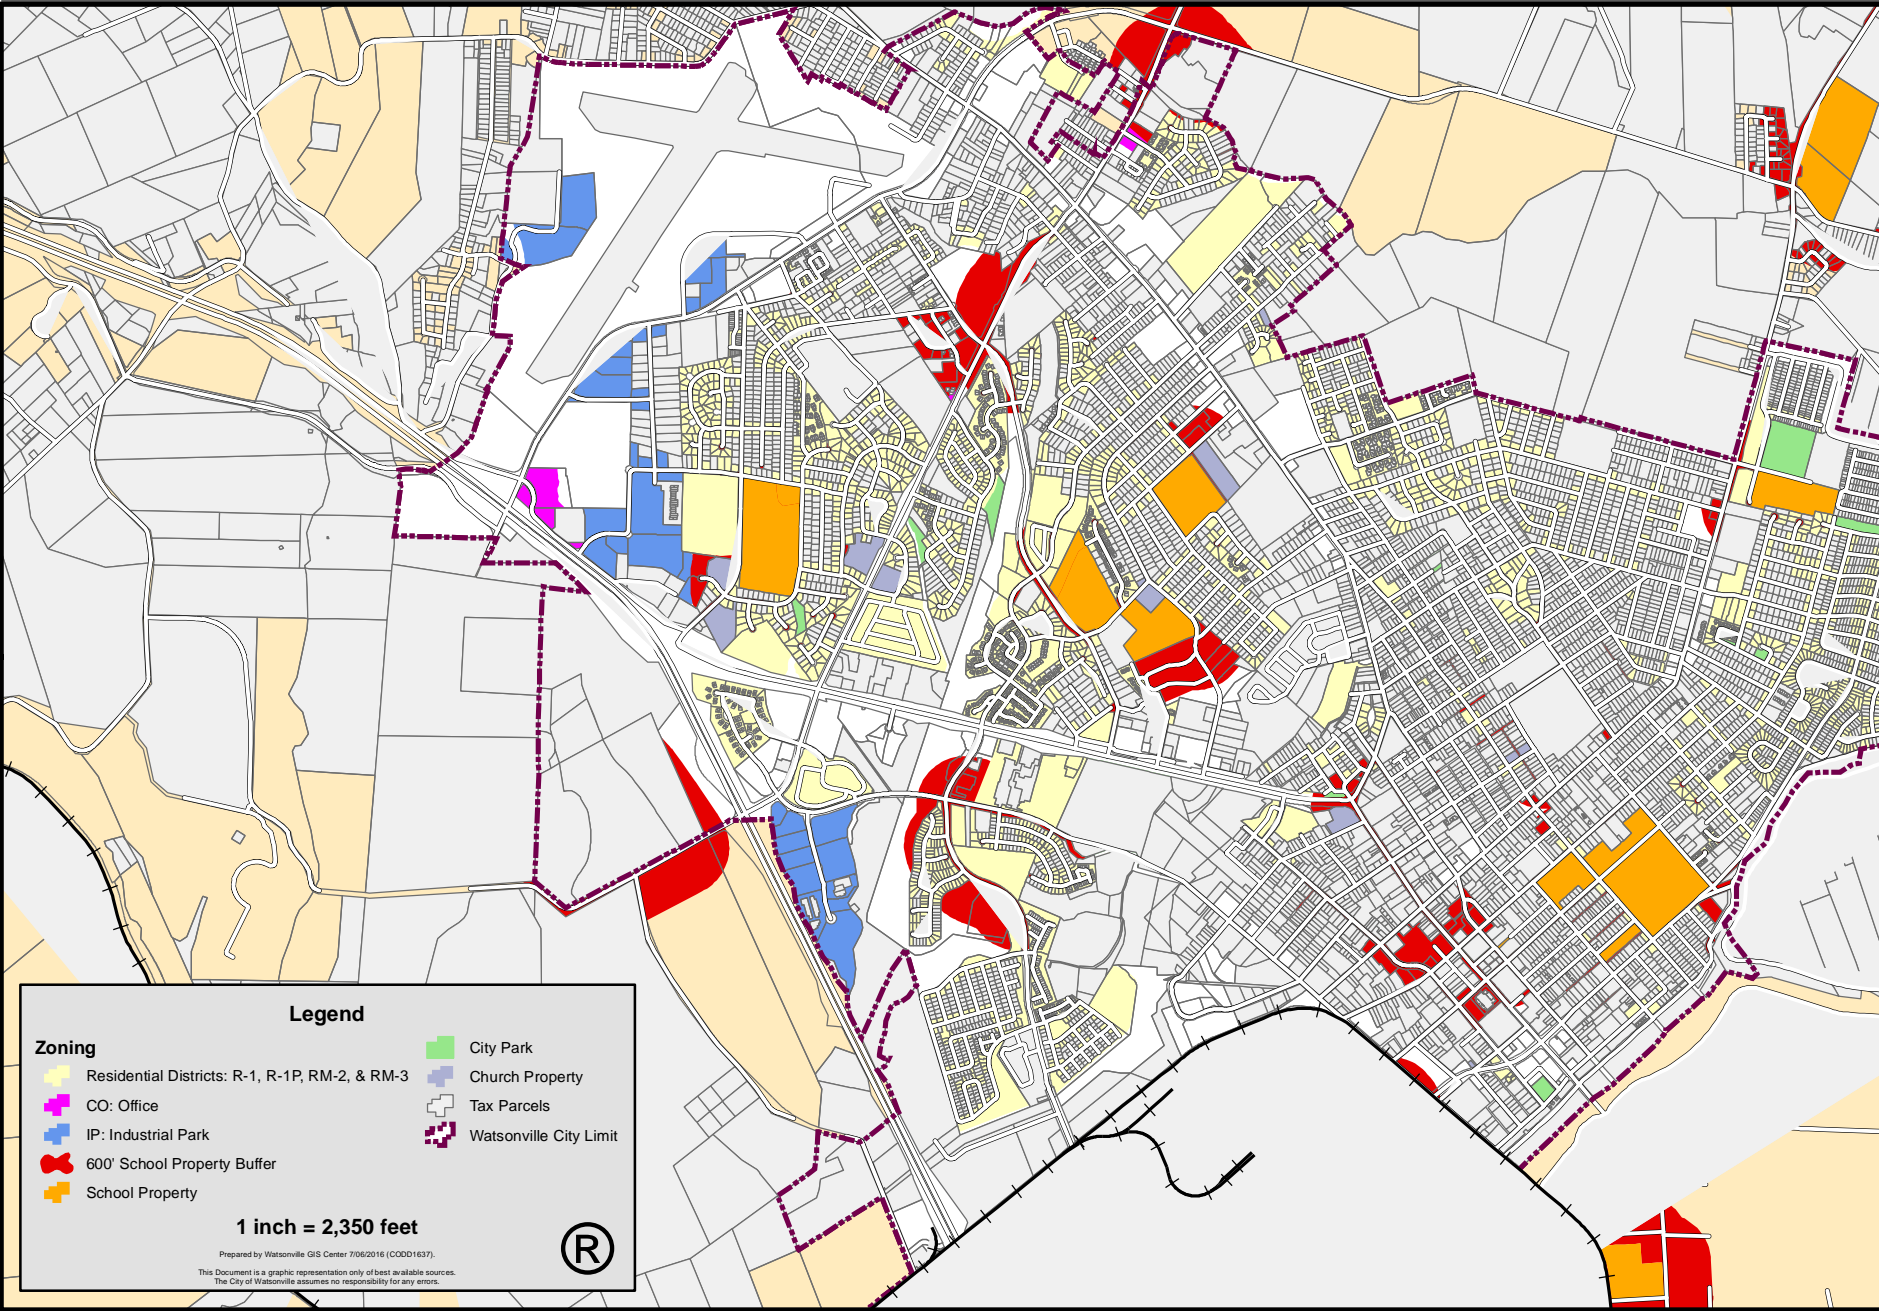 Legend
Zoning
Residential Districts: R-1, R-1P, RM-2, & RM-3
CO: Office
IP: Industrial Park
600' School Property Buffer
School Property
City Park
Church Property
Tax Parcels
Watsonville City Limit
1 inch = 2,350 feet
Prepared by Watsonville GIS Center 7/06/2016 (CODD1637).
This Document is a graphic representation only of best available sources.
The City of Watsonville assumes no responsibility for any errors.
®